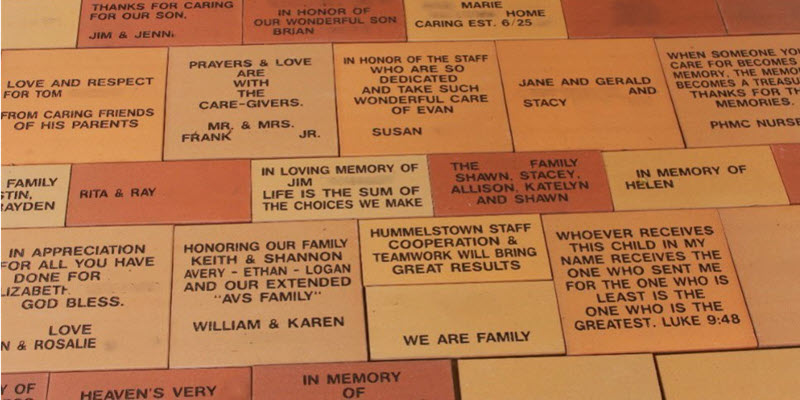 THANKS FOR CARING
FOR OUR SON,
JIM & JENNI
IN HONOR OF
OUR WONDERFUL SON
BRIAN
MARIE
HOME
CARING EST. 6/25
LOVE AND RESPECT
FOR TOM
FROM CARING FRIENDS
OF HIS PARENTS
PRAYERS & LOVE
ARE
WITH
THE
CARE-GIVERS.
MR. & MRS.
FRANK JR.
IN HONOR OF THE STAFF
WHO ARE SO
DEDICATED
AND TAKE SUCH
WONDERFUL CARE
OF EVAN
SUSAN
JANE AND GERALD
AND
STACY
WHEN SOMEONE YO
CARE FOR BECOMES
MEMORY, THE MEMO
BECOMES A TREASU
THANKS FOR TH
MEMORIES.
PHMC NURSE
FAMILY
STIN,
RAYDEN
RITA & RAY
IN LOVING MEMORY OF
JIM
LIFE IS THE SUM OF
THE CHOICES WE MAKE
THE FAMILY
SHAWN, STACEY,
ALLISON, KATELYN
AND SHAWN
IN MEMORY OF
HELEN
IN APPRECIATION
FOR ALL YOU HAVE
DONE FOR
LIZABETH
GOD BLESS.
LOVE
N & ROSALIE
HONORING OUR FAMILY
KEITH & SHANNON
AVERY - ETHAN - LOGAN
AND OUR EXTENDED
"AVS FAMILY"
WILLIAM & KAREN
HUMMELSTOWN STAFF
COOPERATION &
TEAMWORK WILL BRING
GREAT RESULTS
WE ARE FAMILY
WHOEVER RECEIVES
THIS CHILD IN MY
NAME RECEIVES THE
ONE WHO SENT ME
FOR THE ONE WHO IS
LEAST IS THE
ONE WHO IS THE
GREATEST. LUKE 9:48
Y OF
HEAVEN'S VERY
IN MEMORY
OF